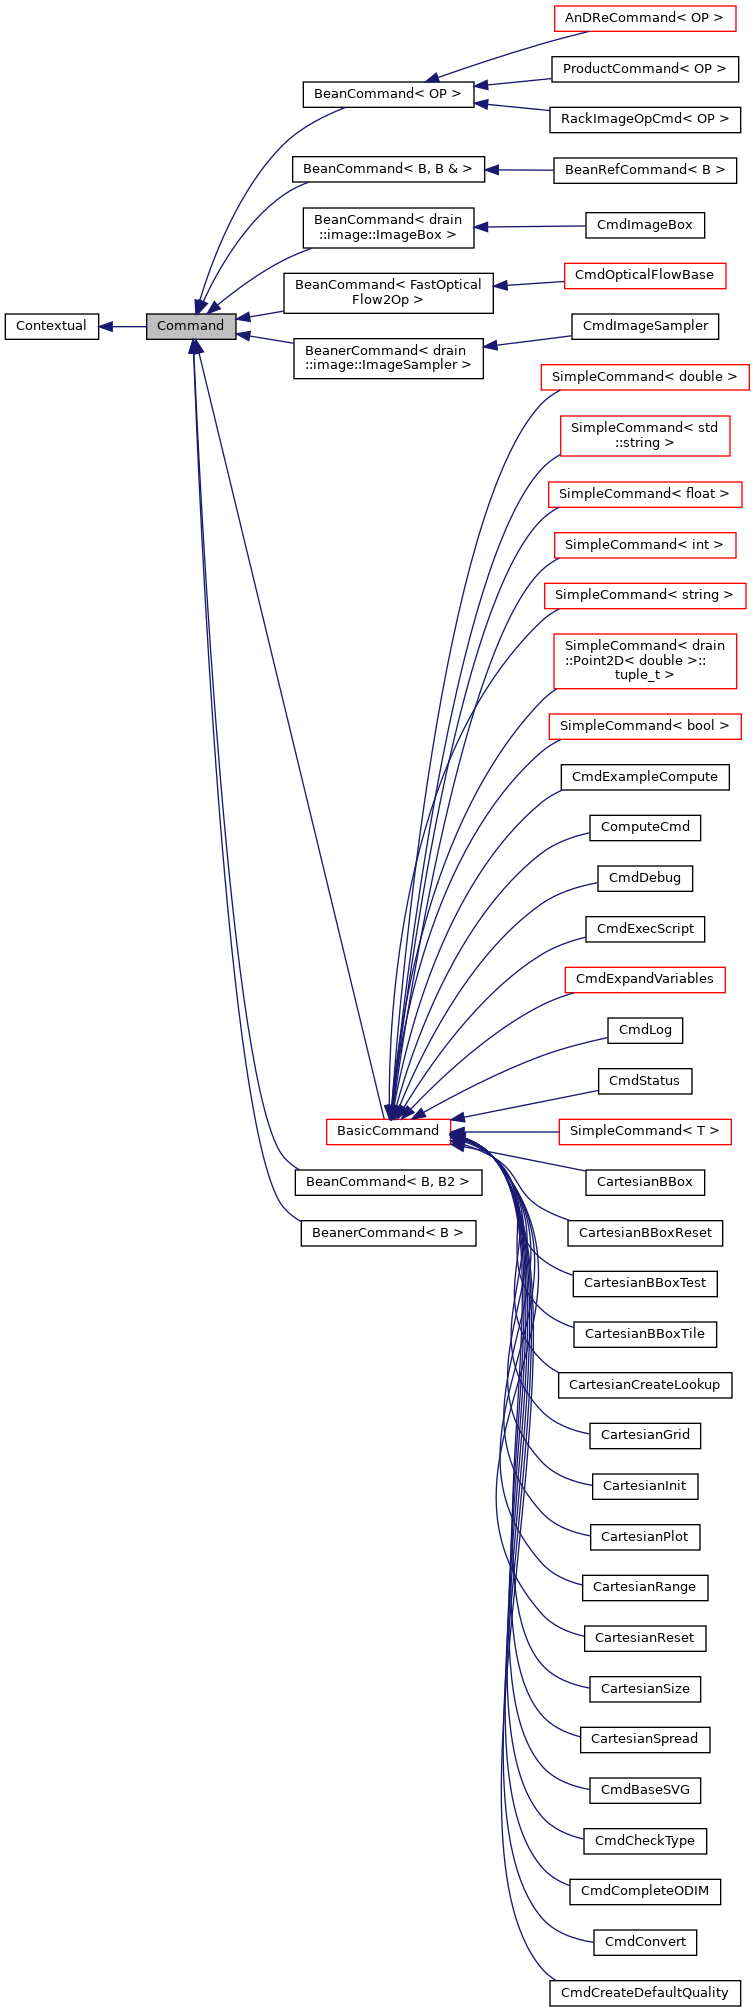 AnDReCommand< OP >
ProductCommand< OP >
BeanCommand< OP >
RackImageOpCmd< OP >
BeanCommand< B, B & >
BeanRefCommand< B >
BeanCommand< drain
::image::ImageBox >
CmdImageBox
BeanCommand< FastOptical
Flow2Op >
CmdOpticalFlowBase
Contextual
Command
CmdImageSampler
BeanerCommand< drain
::image::ImageSampler >
SimpleCommand< double >
SimpleCommand< std
::string >
SimpleCommand< float >
SimpleCommand< int >
SimpleCommand< string >
SimpleCommand< drain
::Point2D< double >::
tuple_t >
SimpleCommand< bool >
CmdExampleCompute
ComputeCmd
CmdDebug
CmdExecScript
CmdExpandVariables
CmdLog
CmdStatus
BasicCommand
SimpleCommand< T >
BeanCommand< B, B2 >
CartesianBBox
BeanerCommand< B >
CartesianBBoxReset
CartesianBBoxTest
CartesianBBoxTile
CartesianCreateLookup
CartesianGrid
CartesianInit
CartesianPlot
CartesianRange
CartesianReset
CartesianSize
CartesianSpread
CmdBaseSVG
CmdCheckType
CmdCompleteODIM
CmdConvert
CmdCreateDefaultQuality